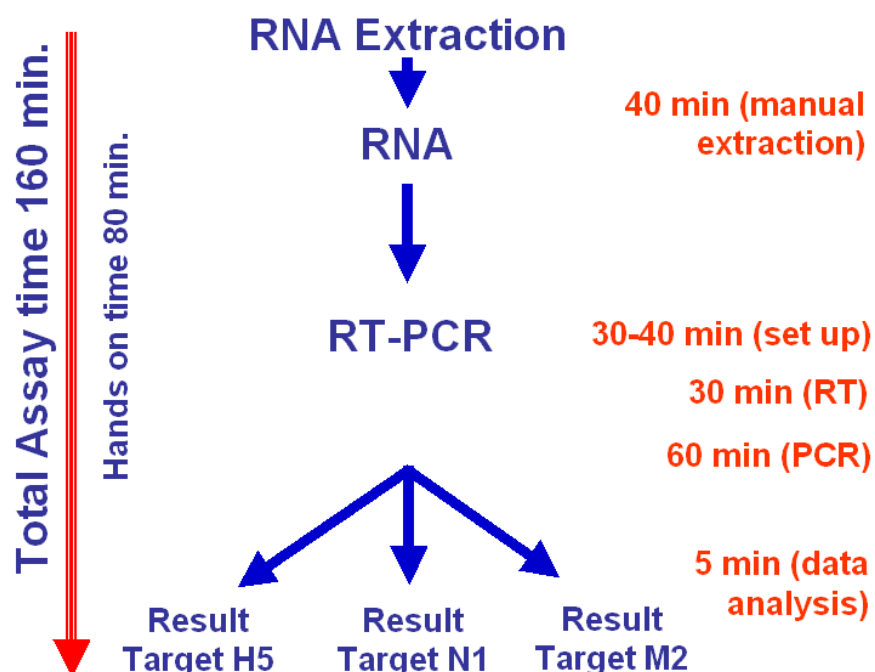 Total Assay time 160 min.
Hands on time 80 min.
RNA Extraction
40 min (manual
extraction)
RNA
RT-PCR
30-40 min (set up)
30 min (RT)
60 min (PCR)
5 min (data
analysis)
Result
Target H5
Result
Target N1
Result
Target M2